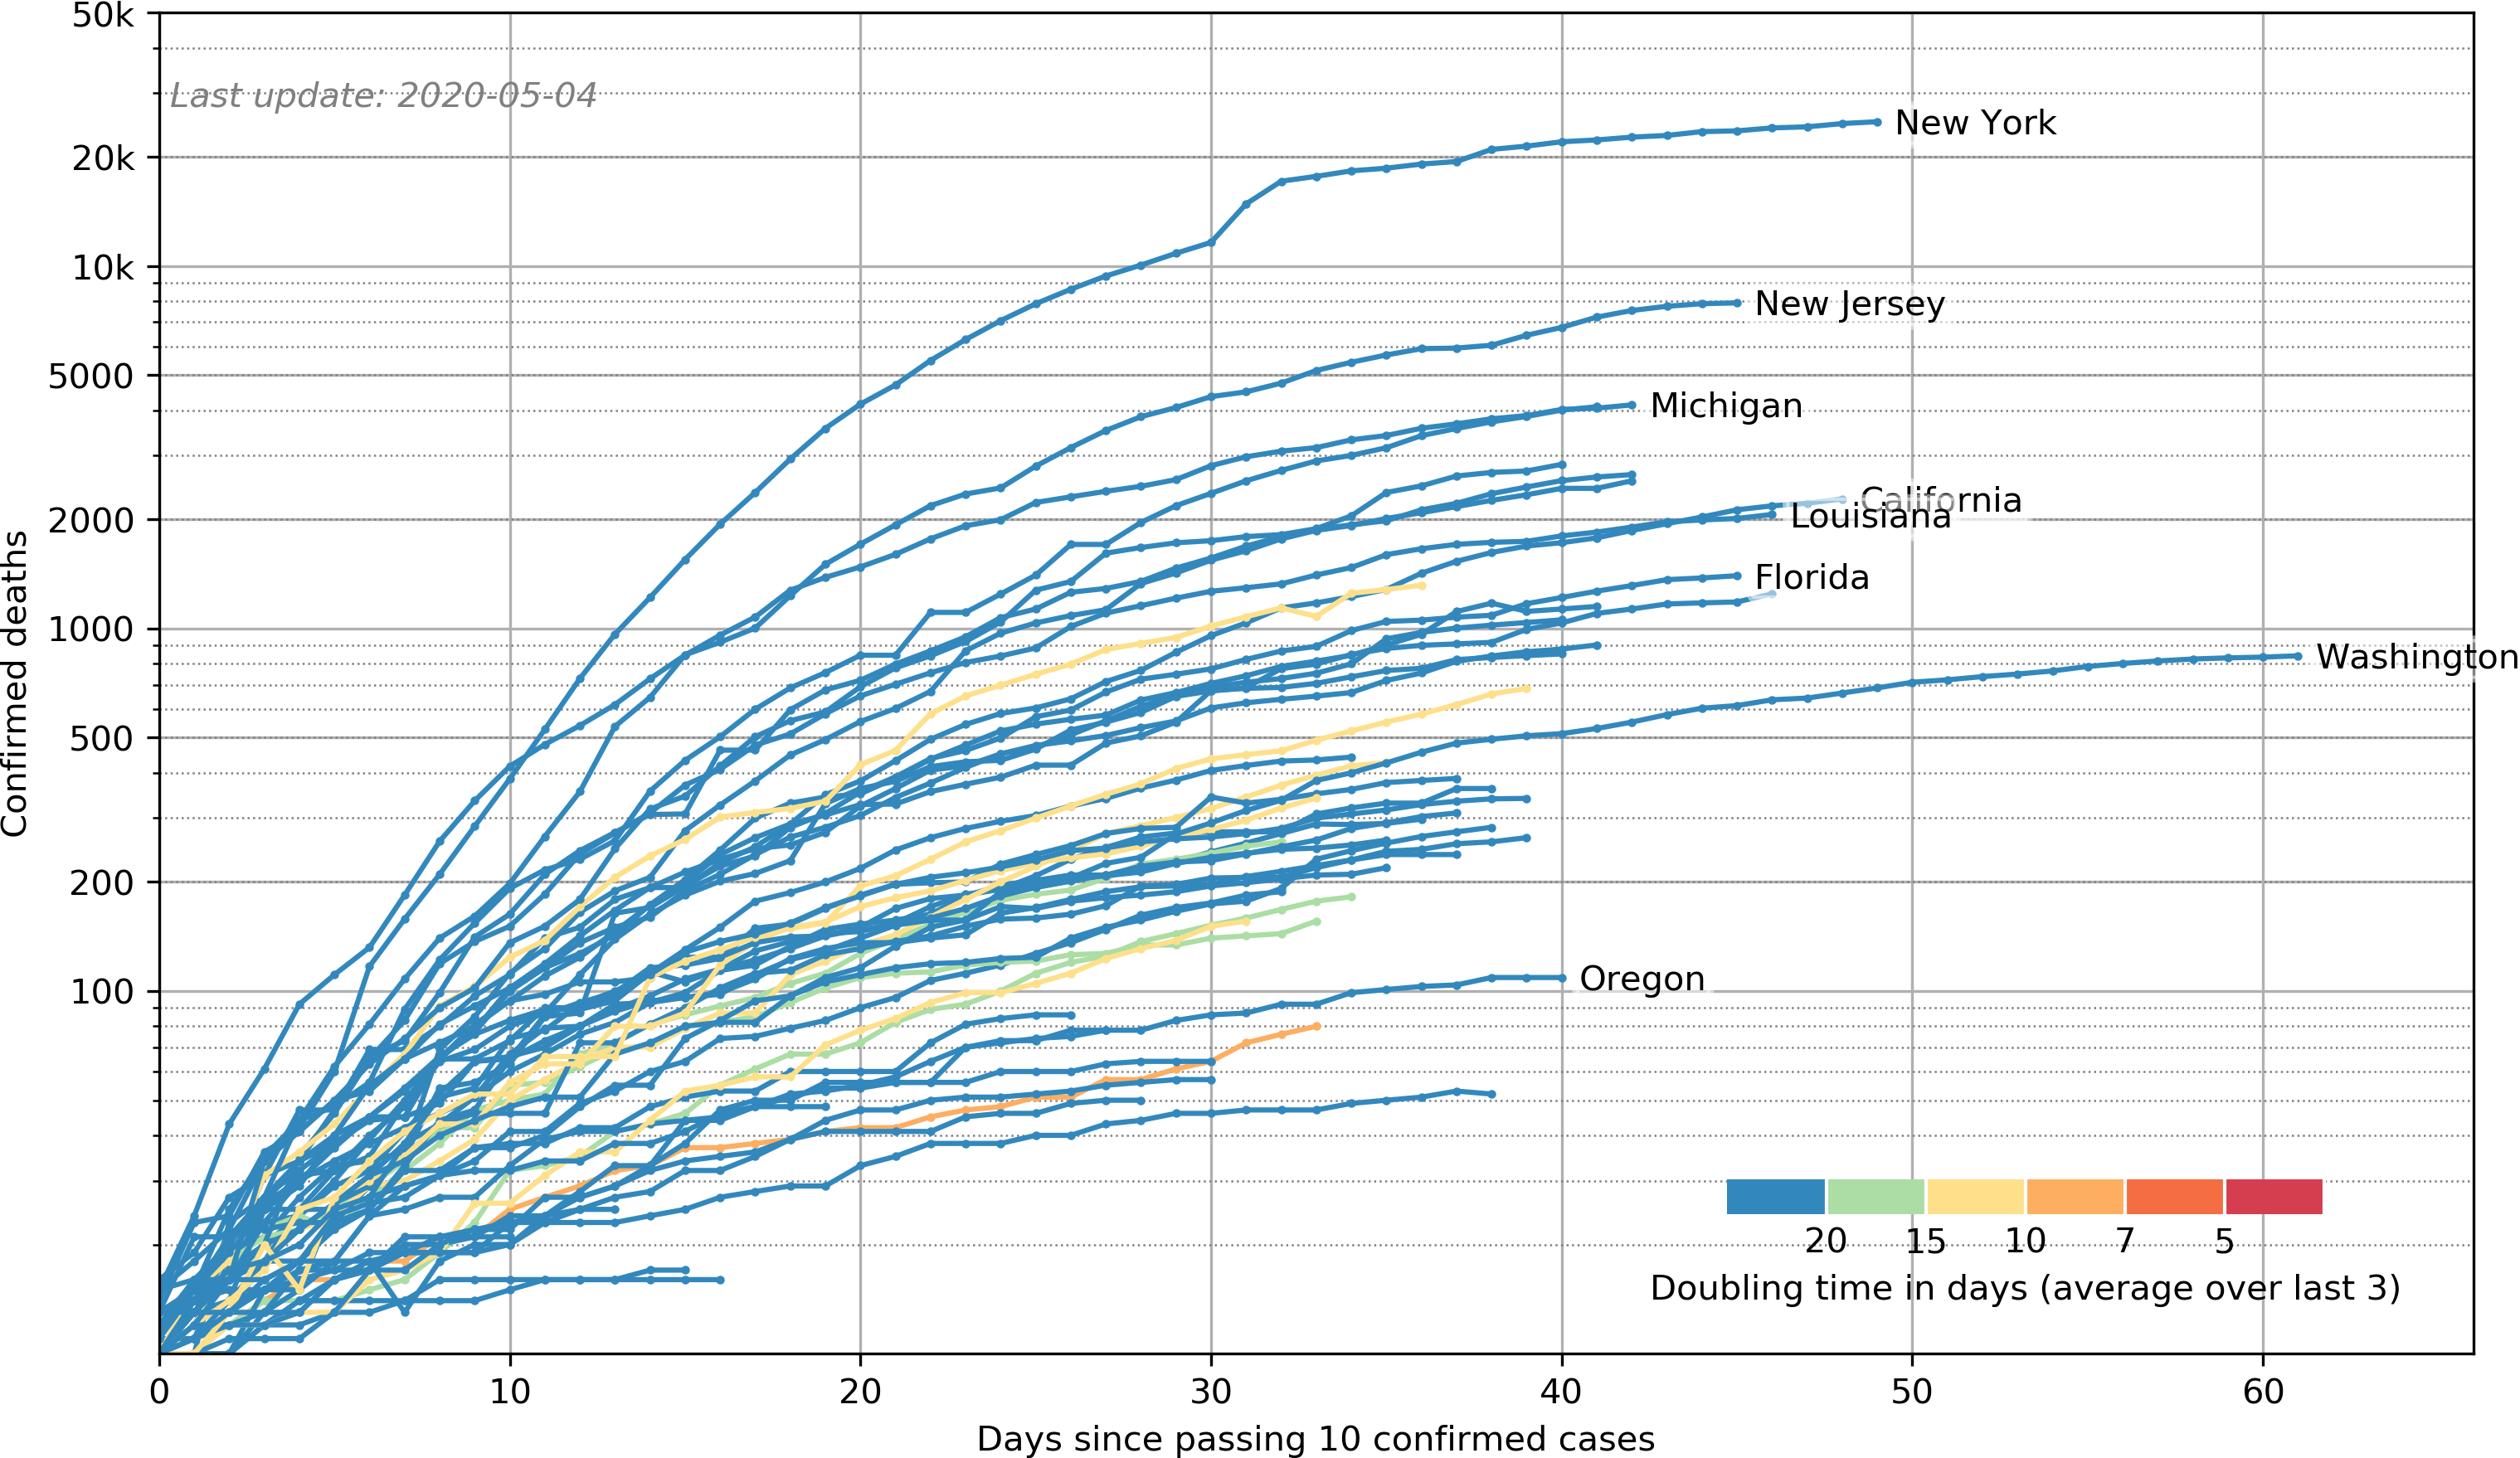 50k
Last update: 2020-05-04
New York
20k
10k
New Jersey
5000
Michigan
California
2000
Louisiana
Florida
1000
Washington
500
200
100
Oregon
Confirmed deaths
20 15 10 7 5
Doubling time in days (average over last 3)
0 10 20 30 40 50 60
Days since passing 10 confirmed cases